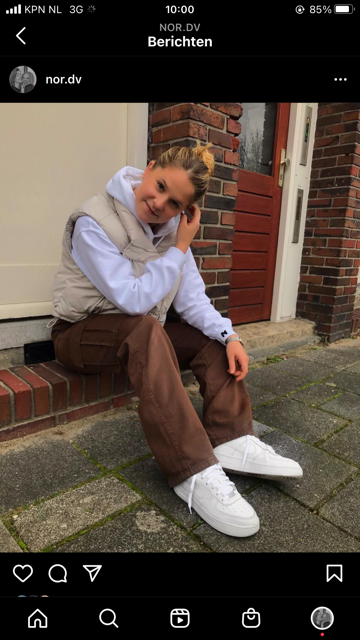 KPN NL 3G 10:00 85%
NOR.DV
Berichten
nor.dv